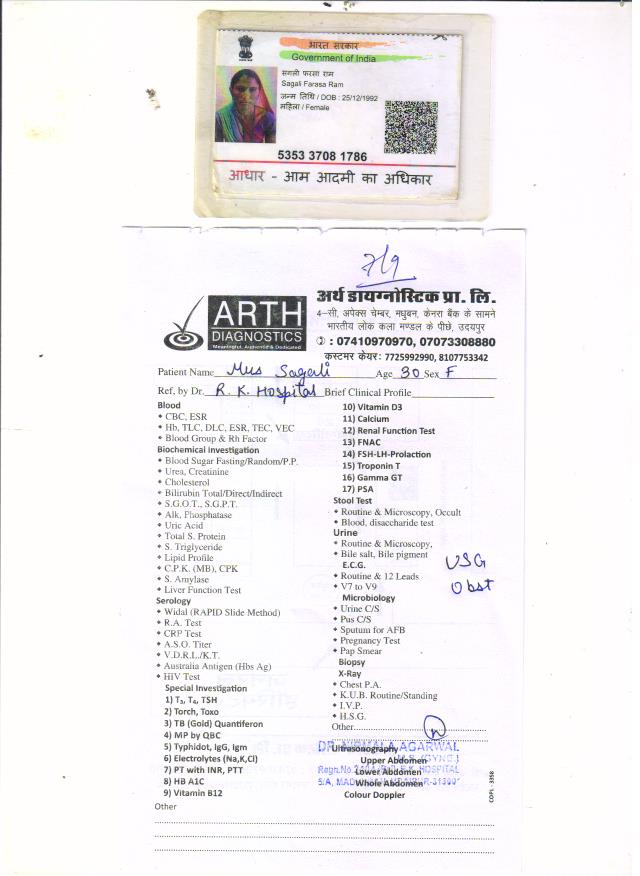 भारत सरकार
Government of India
सगली फरसा राम
Sagali Farasa Ram
जन्म तिथि / DOB : 25/12/1992
महिला / Female
5353 3708 1786
आधार - आम आदमी का अधिकार
7/9
ARTH
DIAGNOSTICS
Meaningful, Authentic & Dedicated
अर्थ डायग्नोस्टिक प्रा. लि.
4-सी, अपेक्स चेम्बर, मधुबन, केनरा बैंक के सामने
भारतीय लोक कला मण्डल के पीछे, उदयपुर
: 07410970970, 07073308880
कस्टमर केयर: 7725992990, 8107753342
Patient Name Mrs Sagali Age 30 Sex F
Ref. by Dr. R. K. Hospital Brief Clinical Profile
Blood
CBC, ESR
Hb, TLC, DLC, ESR, TEC, VEC
Blood Group & Rh Factor
Biochemical Investigation
Blood Sugar Fasting/Random/P.P.
Urea, Creatinine
Cholesterol
Bilirubin Total/Direct/Indirect
S.G.O.T., S.G.P.T.
Alk, Phosphatase
Uric Acid
Total S. Protein
S. Triglyceride
Lipid Profile
C.P.K. (MB), CPK
S. Amylase
Liver Function Test
Serology
Widal (RAPID Slide Method)
R.A. Test
CRP Test
A.S.O. Titer
V.D.R.L./K.T.
Australia Antigen (Hbs Ag)
HIV Test
Special Investigation
1) T₃, T₄, TSH
2) Torch, Toxo
3) TB (Gold) Quantiferon
4) MP by QBC
5) Typhidot, IgG, Igm
6) Electrolytes (Na,K,Cl)
7) PT with INR, PTT
8) HB A1C
9) Vitamin B12
Other
10) Vitamin D3
11) Calcium
12) Renal Function Test
13) FNAC
14) FSH-LH-Prolaction
15) Troponin T
16) Gamma GT
17) PSA
Stool Test
Routine & Microscopy, Occult
Blood, disaccharide test
Urine
Routine & Microscopy,
Bile salt, Bile pigment
E.C.G.
Routine & 12 Leads
V7 to V9
Microbiology
Urine C/S
Pus C/S
Sputum for AFB
Pregnancy Test
Pap Smear
Biopsy
X-Ray
Chest P.A.
K.U.B. Routine/Standing
I.V.P.
H.S.G.
Other
USG
Obst
Ultrasonography
Upper Abdomen
Lower Abdomen
Whole Abdomen
Colour Doppler
AGARWAL
HOSPITAL
COPL - 3358